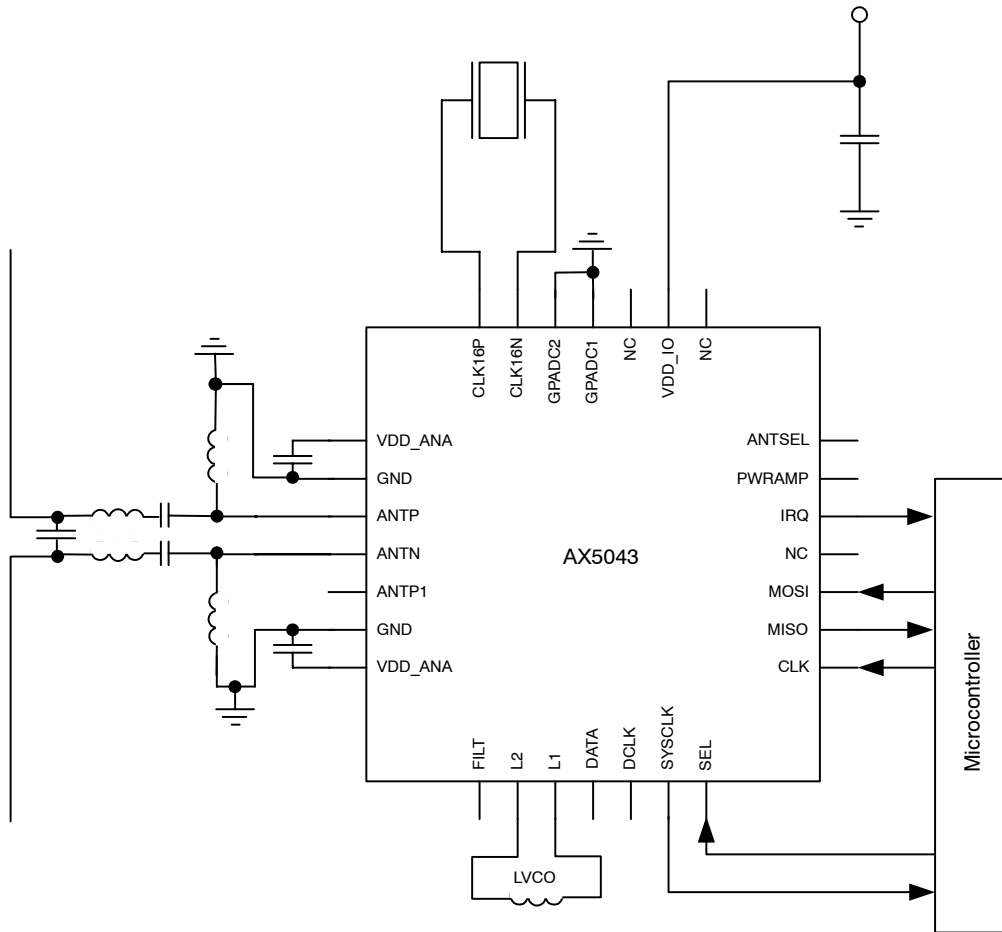 CLK16P
CLK16N
GPADC2
GPADC1
NC
VDD_IO
NC
VDD_ANA
GND
ANTP
ANTN
ANTP1
GND
VDD_ANA
AX5043
ANTSEL
PWRAMP
IRQ
NC
MOSI
MISO
CLK
FILT
L2
L1
DATA
DCLK
SYSCLK
SEL
LVCO
Microcontroller